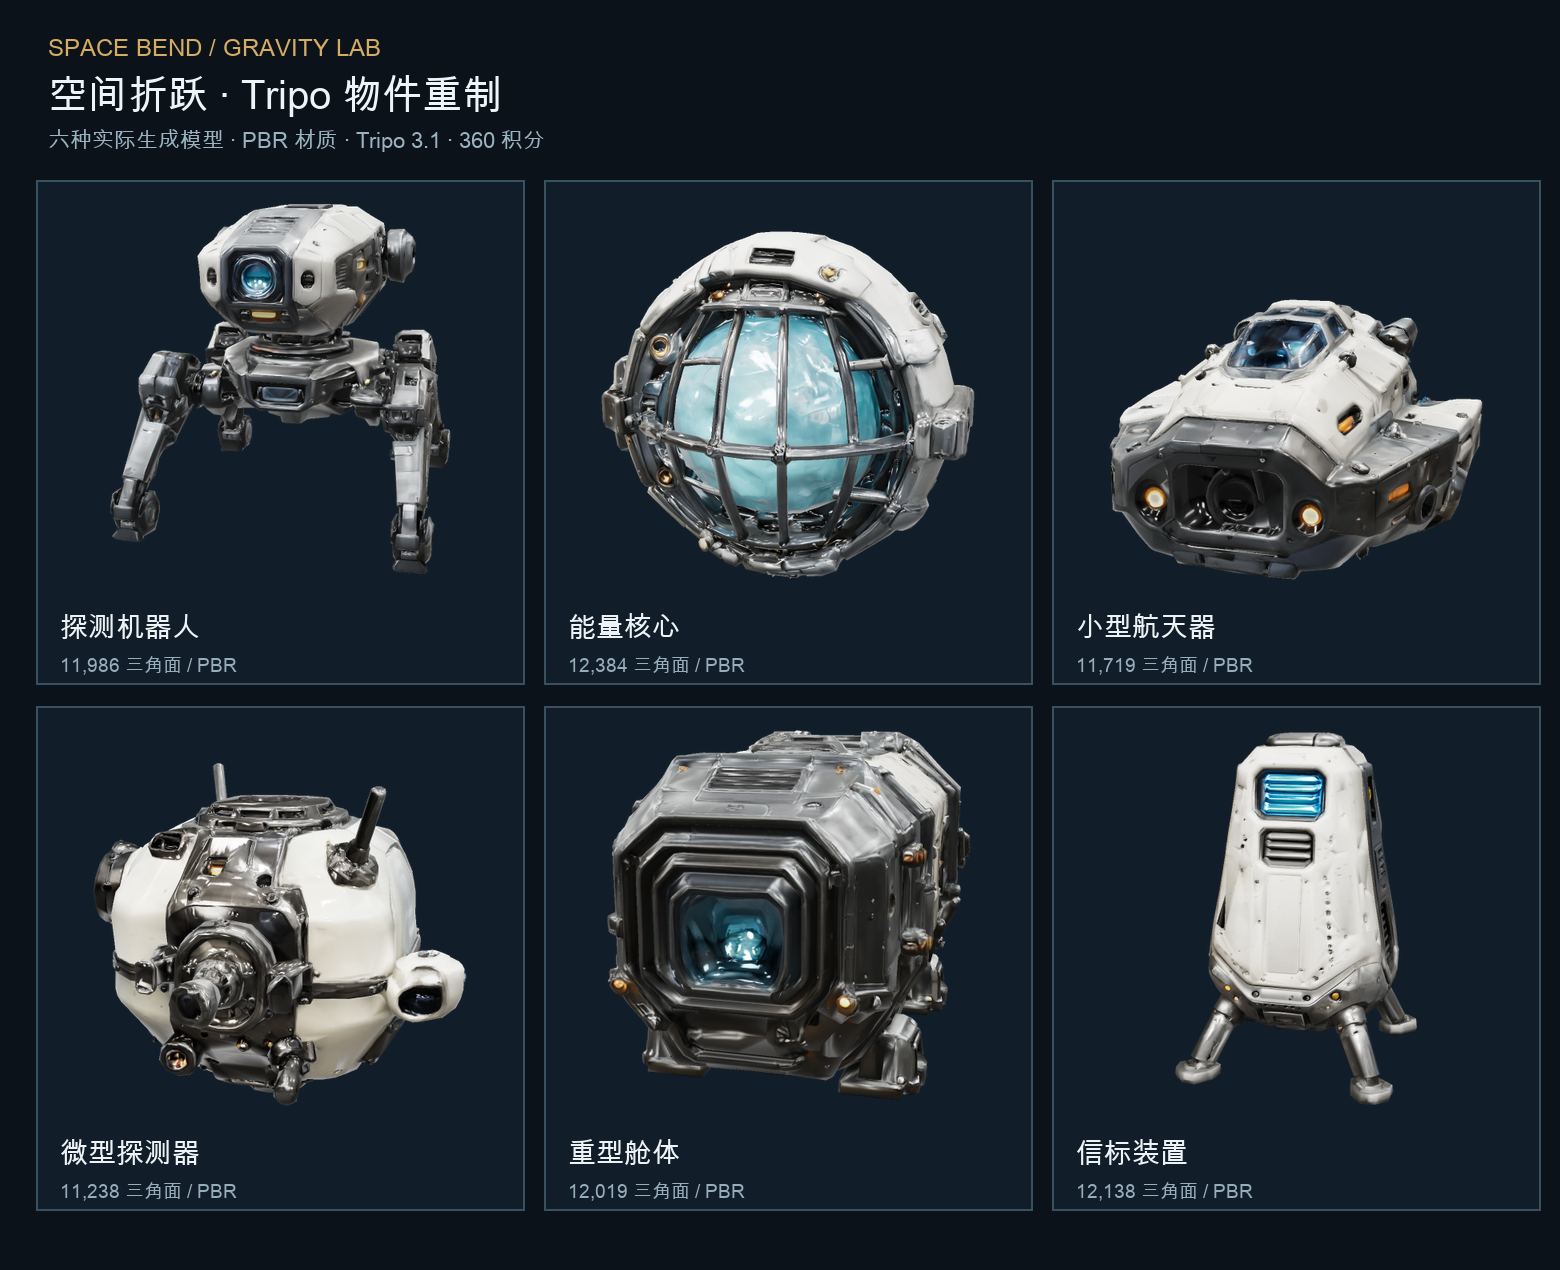 SPACE BEND / GRAVITY LAB
空间折跃 · Tripo 物件重制
六种实际生成模型 · PBR 材质 · Tripo 3.1 · 360 积分
探测机器人
11,986 三角面 / PBR
能量核心
12,384 三角面 / PBR
小型航天器
11,719 三角面 / PBR
微型探测器
11,238 三角面 / PBR
重型舱体
12,019 三角面 / PBR
信标装置
12,138 三角面 / PBR